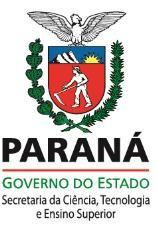 PARANÁ
GOVERNO DO ESTADO
Secretaria da Ciência, Tecnologia
e Ensino Superior